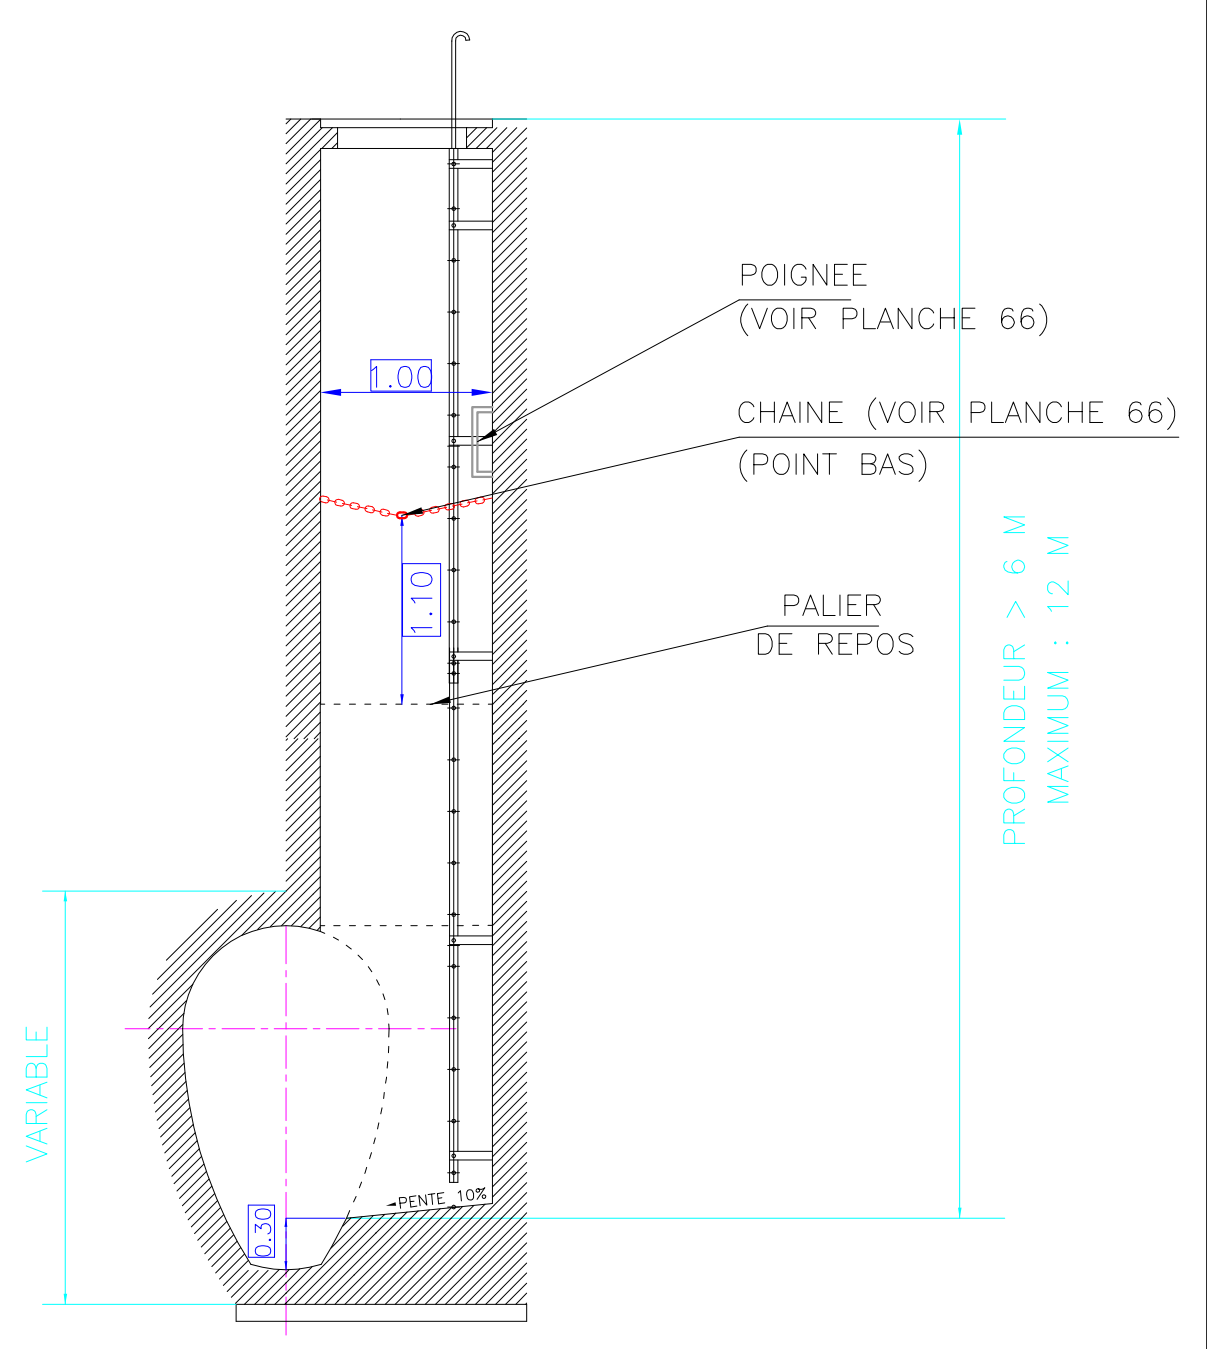 POIGNEE
(VOIR PLANCHE 66)
1.00
CHAINE (VOIR PLANCHE 66)
(POINT BAS)
1.10
PALIER
DE REPOS
PROFONDEUR > 6 M
MAXIMUM : 12 M
VARIABLE
PENTE 10%
0.30